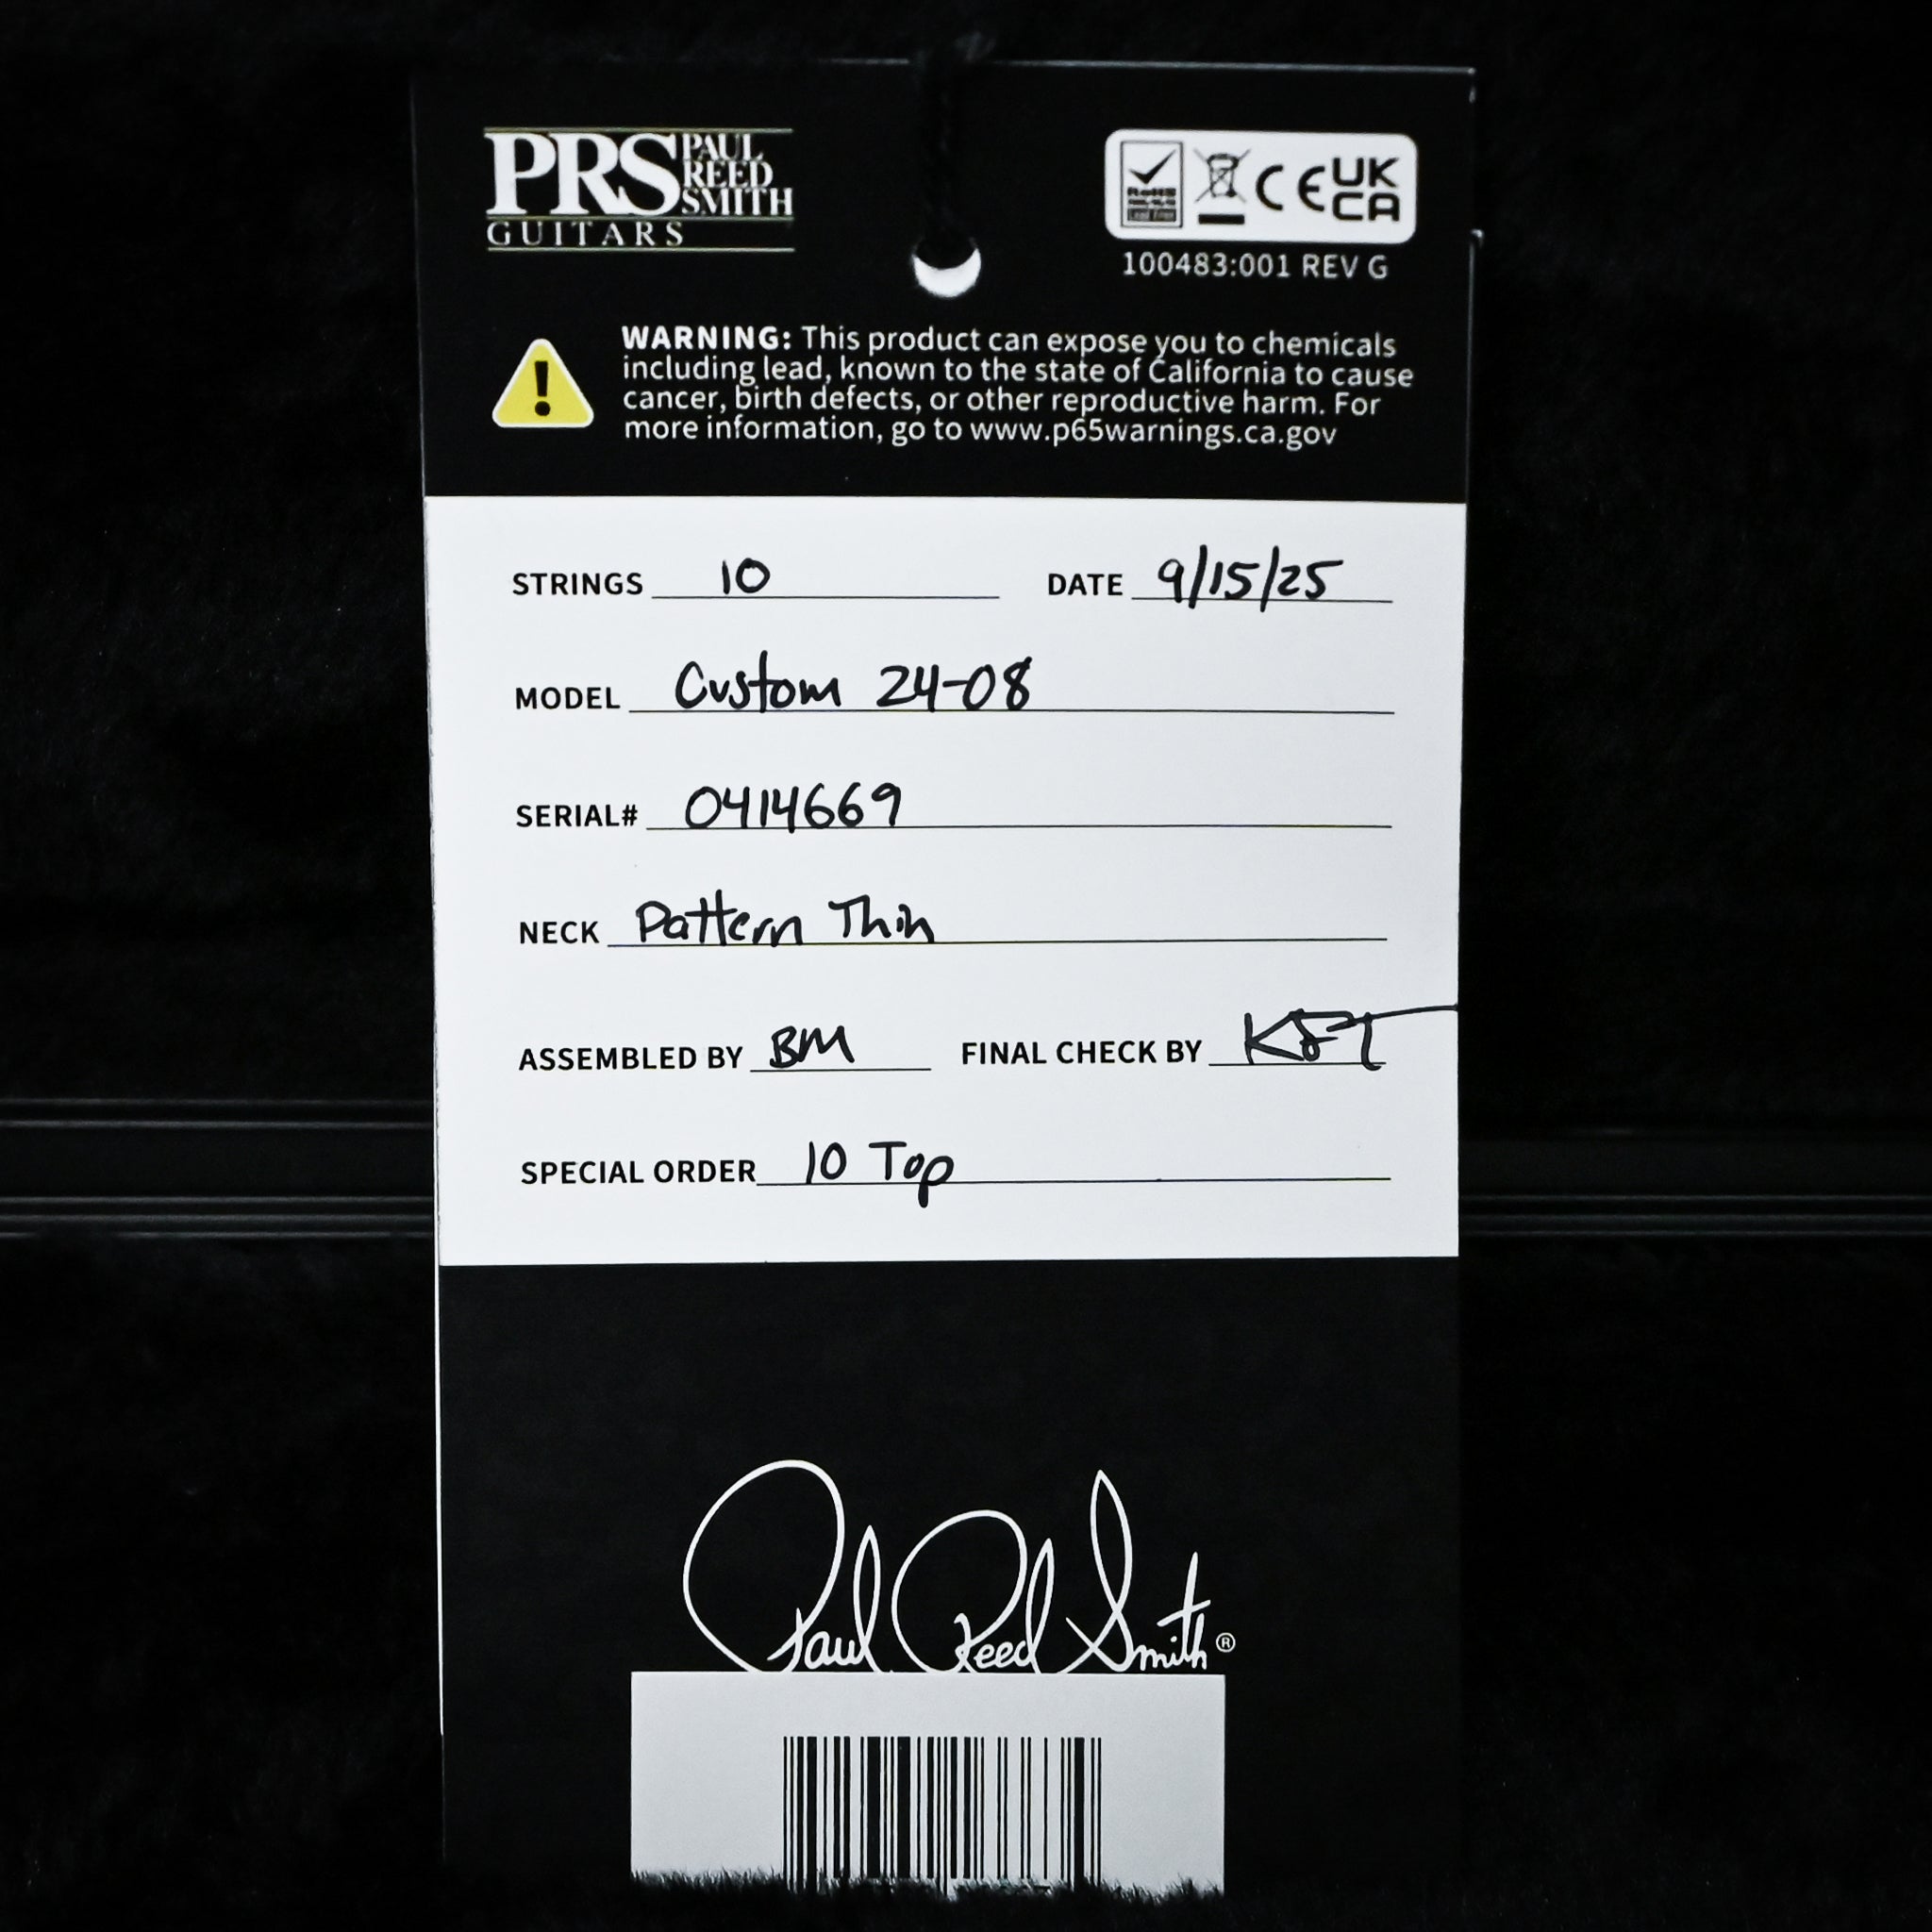 PRS PAUL REED SMITH
GUITARS
RoHS
CE UK CA
100483:001 REV G
WARNING: This product can expose you to chemicals
including lead, known to the state of California to cause
cancer, birth defects, or other reproductive harm. For
more information, go to www.p65warnings.ca.gov
STRINGS 10 DATE 9/15/25
MODEL Custom 24-08
SERIAL# 0414669
NECK Pattern Thin
ASSEMBLED BY BM FINAL CHECK BY
SPECIAL ORDER 10 Top
Paul Reed Smith®